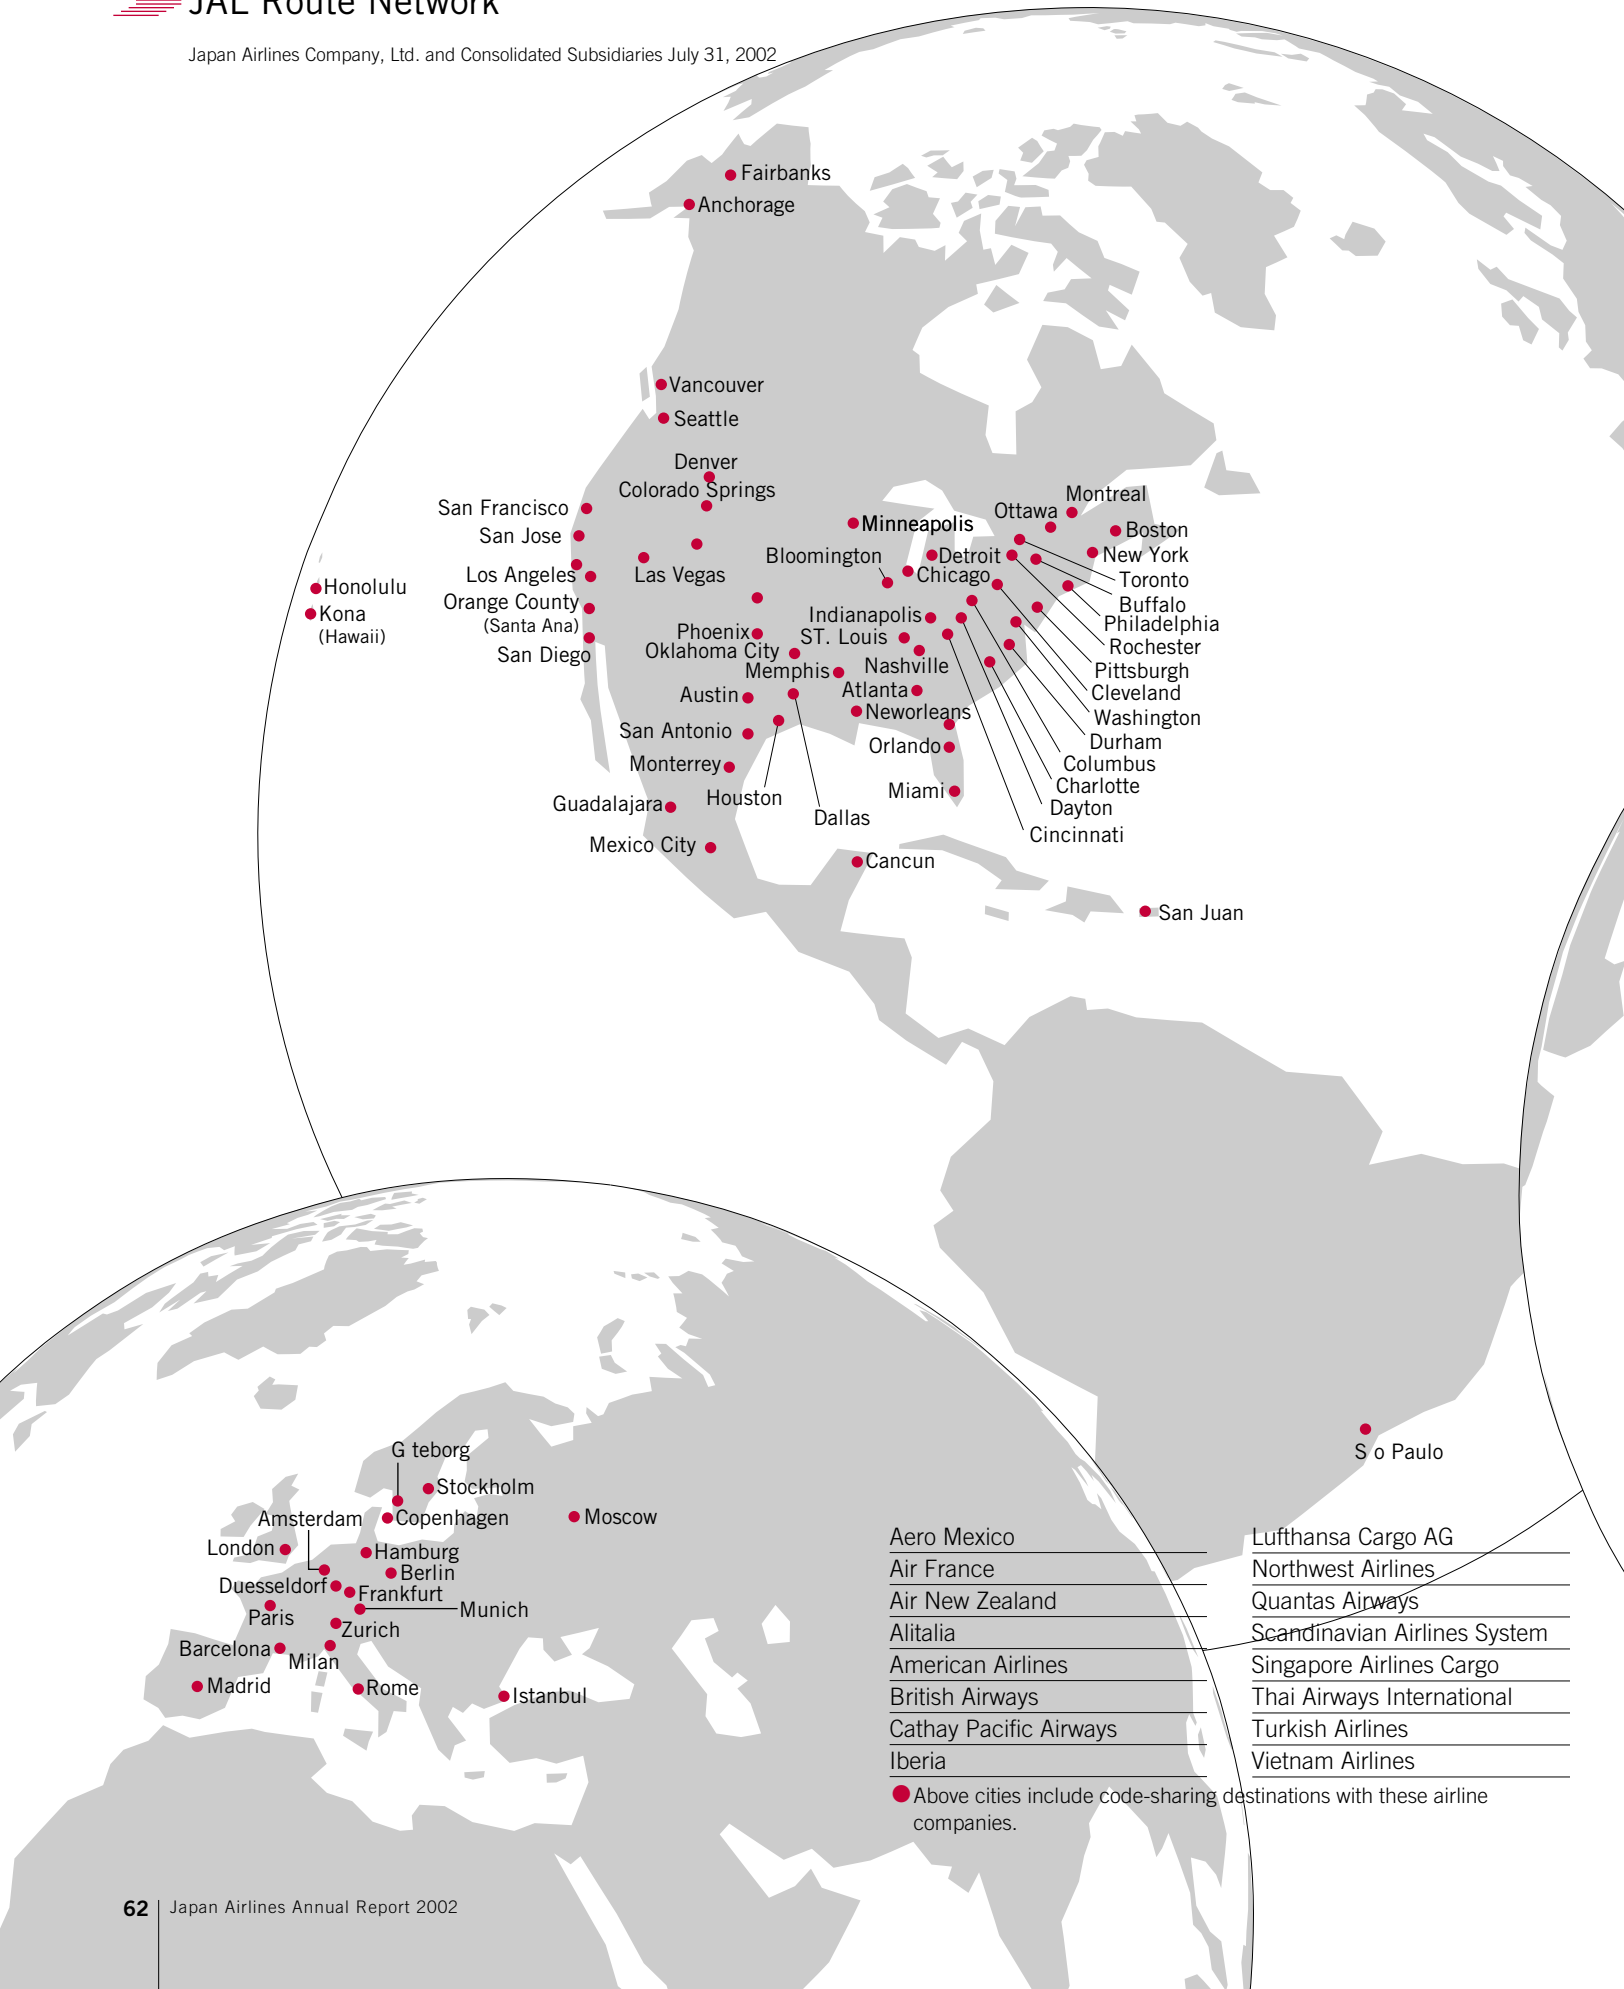 JAL Route Network
Japan Airlines Company, Ltd. and Consolidated Subsidiaries July 31, 2002
Fairbanks
Anchorage
Vancouver
Seattle
Denver
Colorado Springs
San Francisco
San Jose
Los Angeles
Orange County
(Santa Ana)
San Diego
Las Vegas
Honolulu
Kona
(Hawaii)
Minneapolis
Bloomington
Detroit
Chicago
Ottawa
Montreal
Boston
New York
Toronto
Buffalo
Philadelphia
Rochester
Pittsburgh
Cleveland
Washington
Durham
Columbus
Charlotte
Dayton
Cincinnati
Indianapolis
ST. Louis
Phoenix
Oklahoma City
Memphis
Nashville
Atlanta
Austin
Neworleans
San Antonio
Orlando
Monterrey
Houston
Miami
Guadalajara
Dallas
Mexico City
Cancun
San Juan
S o Paulo
G teborg
Stockholm
Amsterdam
Copenhagen
Moscow
London
Hamburg
Berlin
Duesseldorf
Frankfurt
Paris
Munich
Zurich
Barcelona
Milan
Madrid
Rome
Istanbul
Aero Mexico
Air France
Air New Zealand
Alitalia
American Airlines
British Airways
Cathay Pacific Airways
Iberia
Lufthansa Cargo AG
Northwest Airlines
Quantas Airways
Scandinavian Airlines System
Singapore Airlines Cargo
Thai Airways International
Turkish Airlines
Vietnam Airlines
Above cities include code-sharing destinations with these airline
companies.
62 Japan Airlines Annual Report 2002